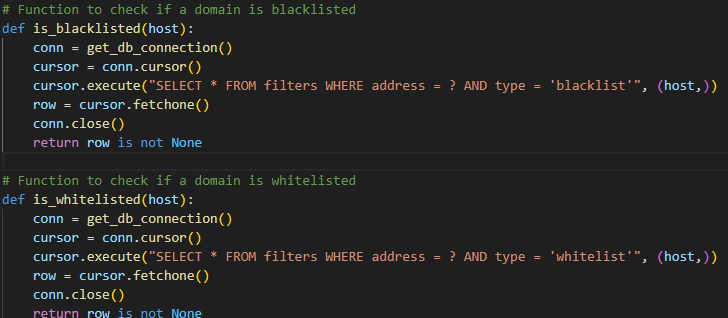 # Function to check if a domain is blacklisted
def is_blacklisted(host):
    conn = get_db_connection()
    cursor = conn.cursor()
    cursor.execute("SELECT * FROM filters WHERE address = ? AND type = 'blacklist'", (host,))
    row = cursor.fetchone()
    conn.close()
    return row is not None
# Function to check if a domain is whitelisted
def is_whitelisted(host):
    conn = get_db_connection()
    cursor = conn.cursor()
    cursor.execute("SELECT * FROM filters WHERE address = ? AND type = 'whitelist'", (host,))
    row = cursor.fetchone()
    conn.close()
    return row is not None